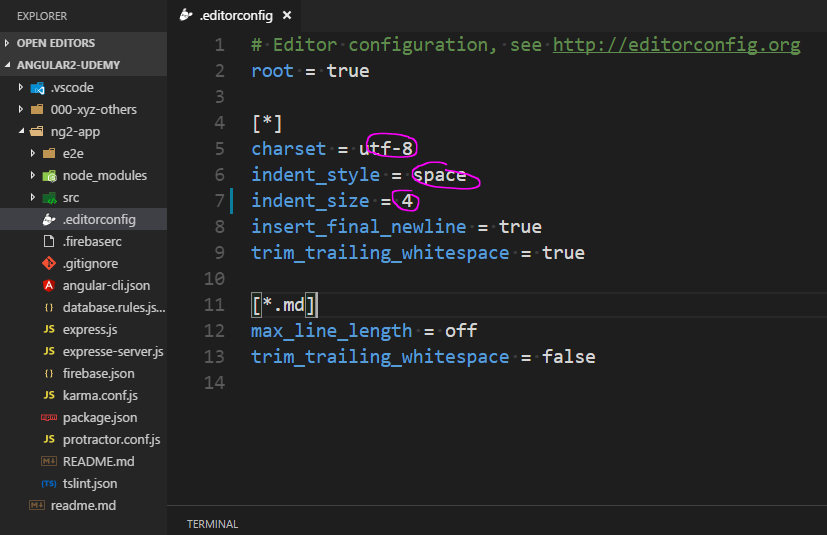 EXPLORER
OPEN EDITORS
ANGULAR2-UDEMY
.vscode
000-xyz-others
ng2-app
e2e
node_modules
src
.editorconfig
.firebaserc
.gitignore
angular-cli.json
database.rules.js...
express.js
expresse-server.js
firebase.json
karma.conf.js
package.json
protractor.conf.js
README.md
tslint.json
readme.md
.editorconfig ×
1 # Editor configuration, see http://editorconfig.org
2 root = true
3
4 [*]
5 charset = utf-8
6 indent_style = space
7 indent_size = 4
8 insert_final_newline = true
9 trim_trailing_whitespace = true
10
11 [*.md]
12 max_line_length = off
13 trim_trailing_whitespace = false
14
TERMINAL